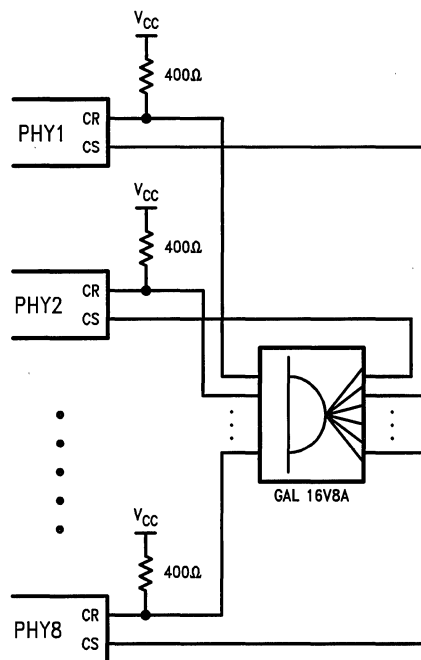 VCC
400Ω
PHY1
CR
CS
VCC
400Ω
PHY2
CR
CS
GAL 16V8A
VCC
400Ω
PHY8
CR
CS